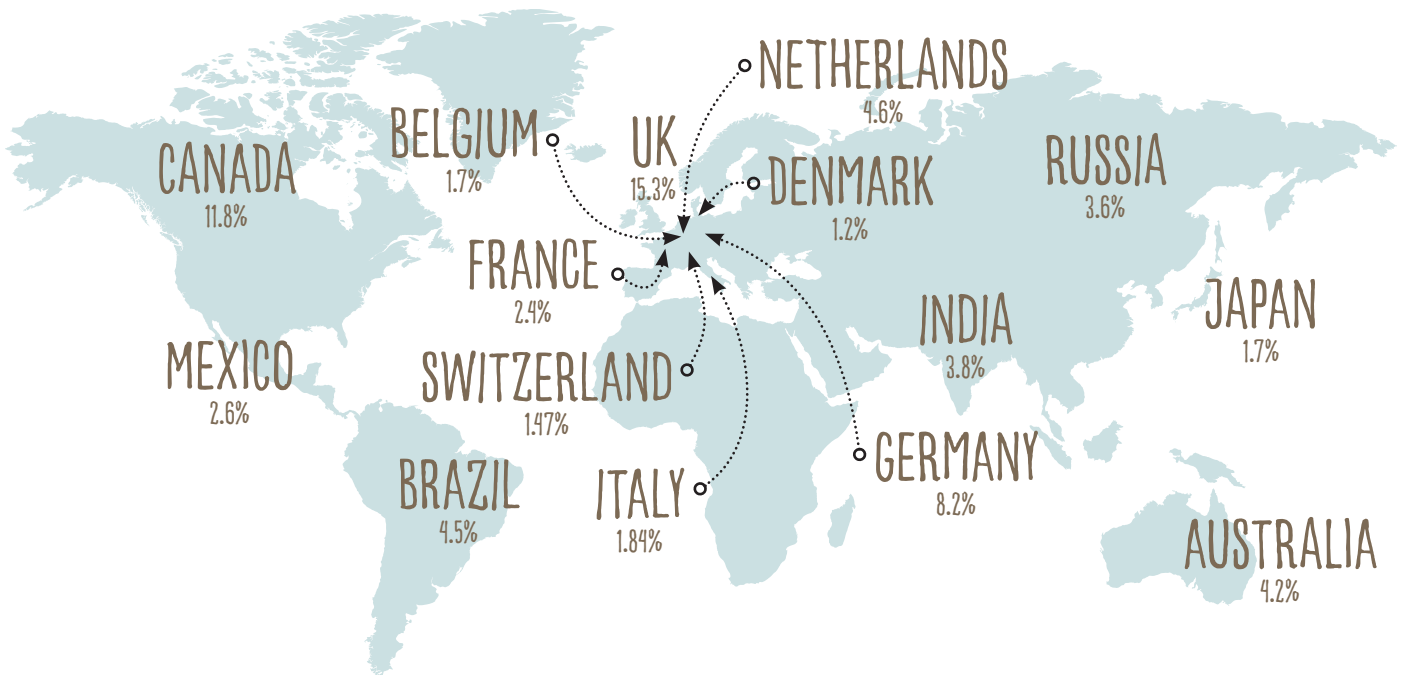 NETHERLANDS
4.6%
BELGIUM
1.7%
UK
15.3%
CANADA
11.8%
DENMARK
1.2%
RUSSIA
3.6%
FRANCE
2.4%
INDIA
3.8%
JAPAN
1.7%
MEXICO
2.6%
SWITZERLAND
1.47%
GERMANY
8.2%
BRAZIL
4.5%
ITALY
1.84%
AUSTRALIA
4.2%